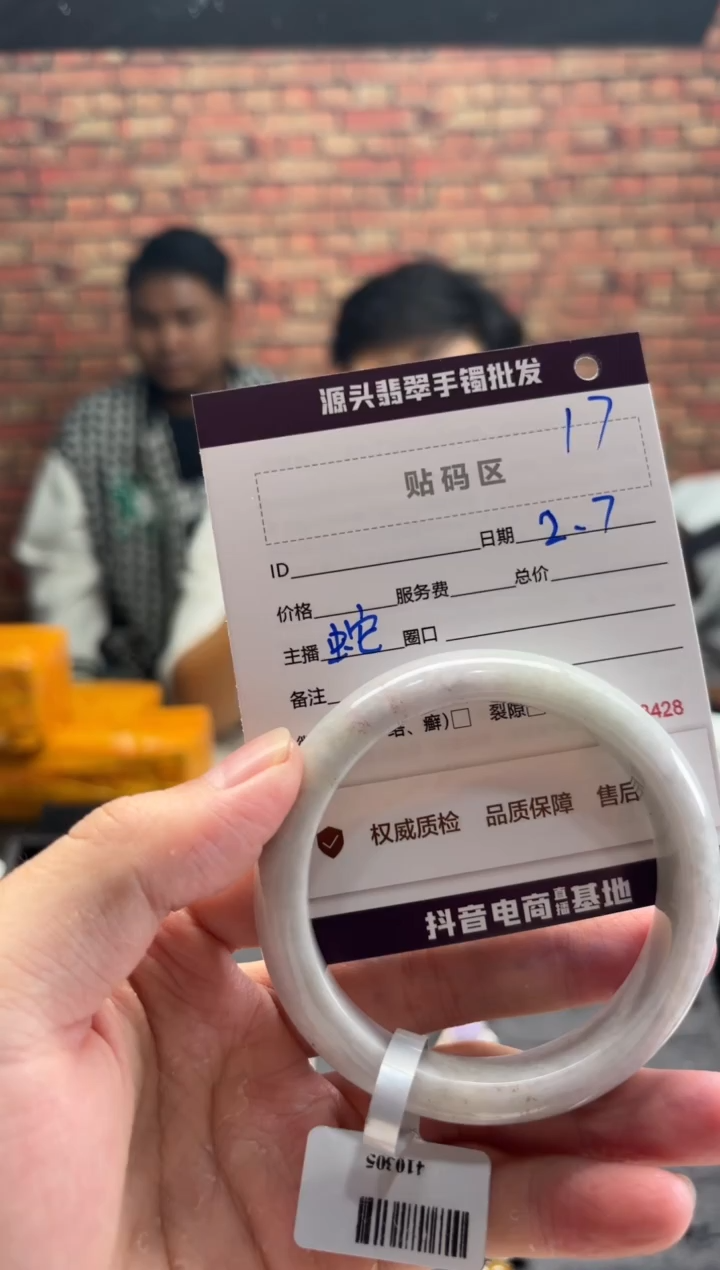 源头翡翠手镯批发
17
贴码区
ID
日期 2、7
价格 服务费 总价
主播 蛇 圈口
备注
、癣)□ 裂隙□
3428
权威质检 品质保障 售后
抖音电商直播基地
410305